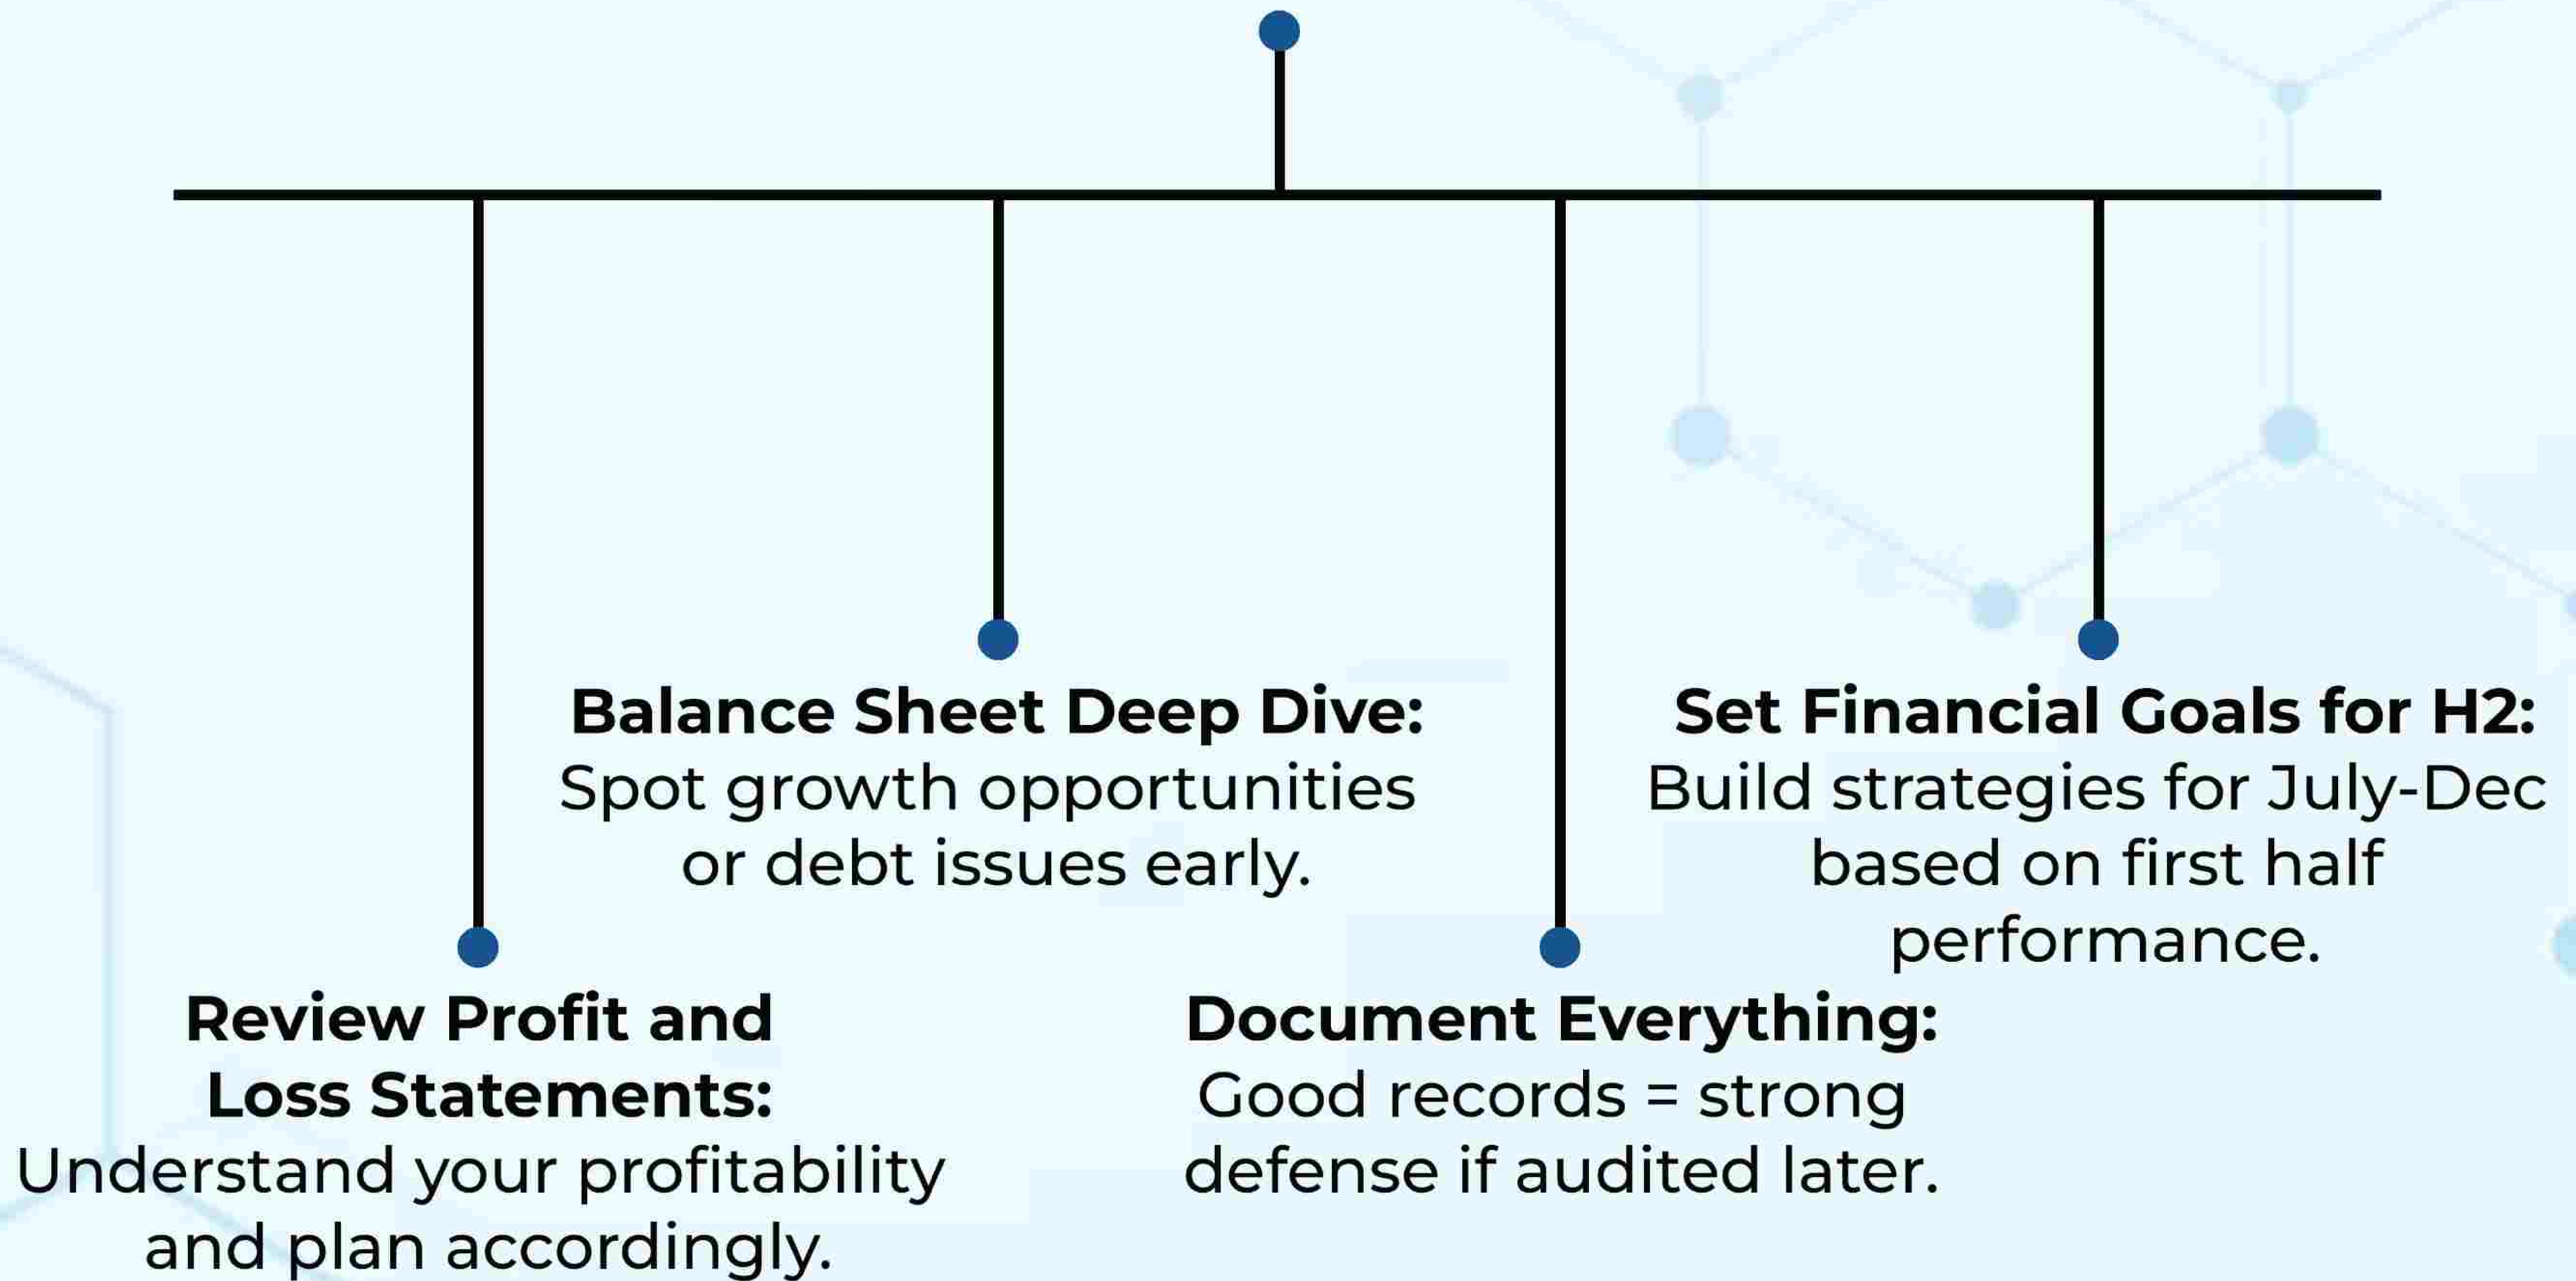 Review Profit and
Loss Statements:
Understand your profitability
and plan accordingly.
Balance Sheet Deep Dive:
Spot growth opportunities
or debt issues early.
Document Everything:
Good records = strong
defense if audited later.
Set Financial Goals for H2:
Build strategies for July-Dec
based on first half
performance.